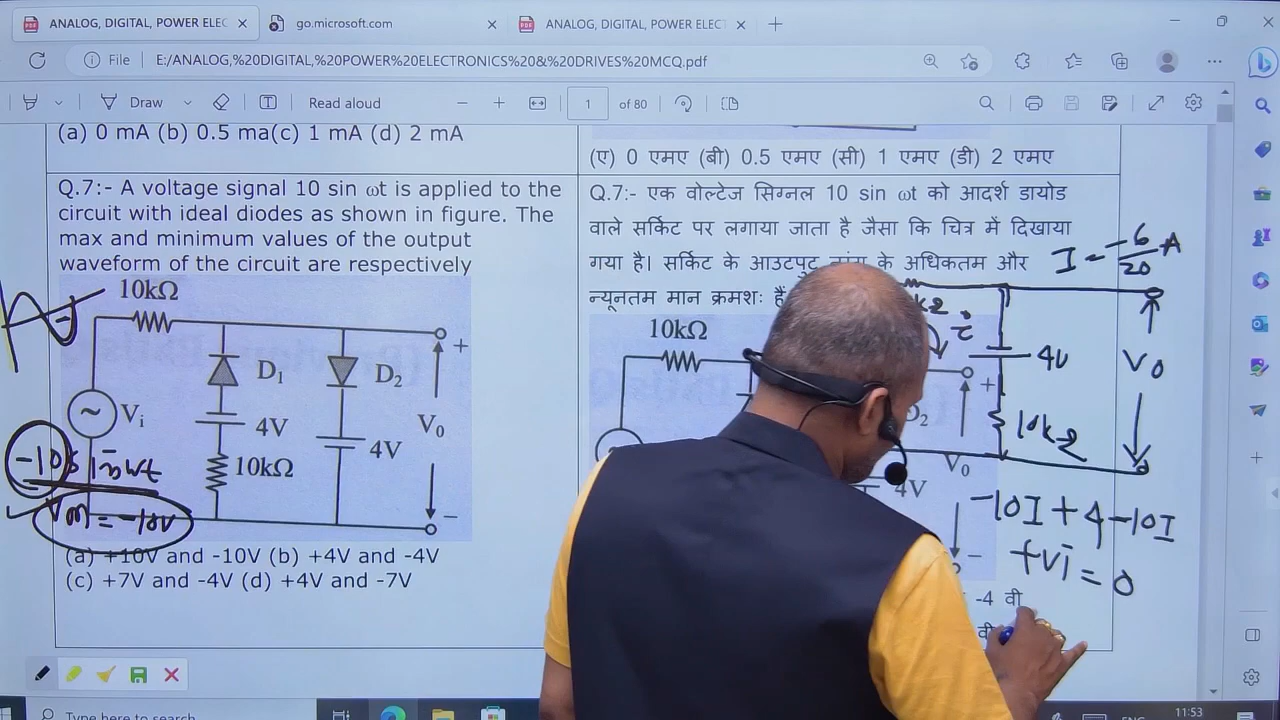 ANALOG, DIGITAL, POWER ELEC
go.microsoft.com
ANALOG, DIGITAL, POWER ELECT
File
E:/ANALOG,%20DIGITAL,%20POWER%20ELECTRONICS%20&%20DRIVES%20MCQ.pdf
Draw
Read aloud
1 of 80
(a) 0 mA (b) 0.5 ma(c) 1 mA (d) 2 mA
Q.7:- A voltage signal 10 sin ωt is applied to the
circuit with ideal diodes as shown in figure. The
max and minimum values of the output
waveform of the circuit are respectively
10kΩ
D1
D2
+
Vi
4V
4V
V0
10kΩ
-10 sinωt
Vm = -10V
−
(a) +10V and -10V (b) +4V and -4V
(c) +7V and -4V (d) +4V and -7V
(ए) 0 एमए (बी) 0.5 एमए (सी) 1 एमए (डी) 2 एमए
Q.7:- एक वोल्टेज सिग्नल 10 sin ωt को आदर्श डायोड
वाले सर्किट पर लगाया जाता है जैसा कि चित्र में दिखाया
गया है। सर्किट के आउटपुट के अधिकतम और
न्यूनतम मान क्रमशः हैं
10kΩ
+
D2
V0
4V
−
-4 वी
I = -6/20 A
i
4V
V0
10kΩ
-10I + 4 - 10I
+Vi = 0
Type here to search
ENG
11:53